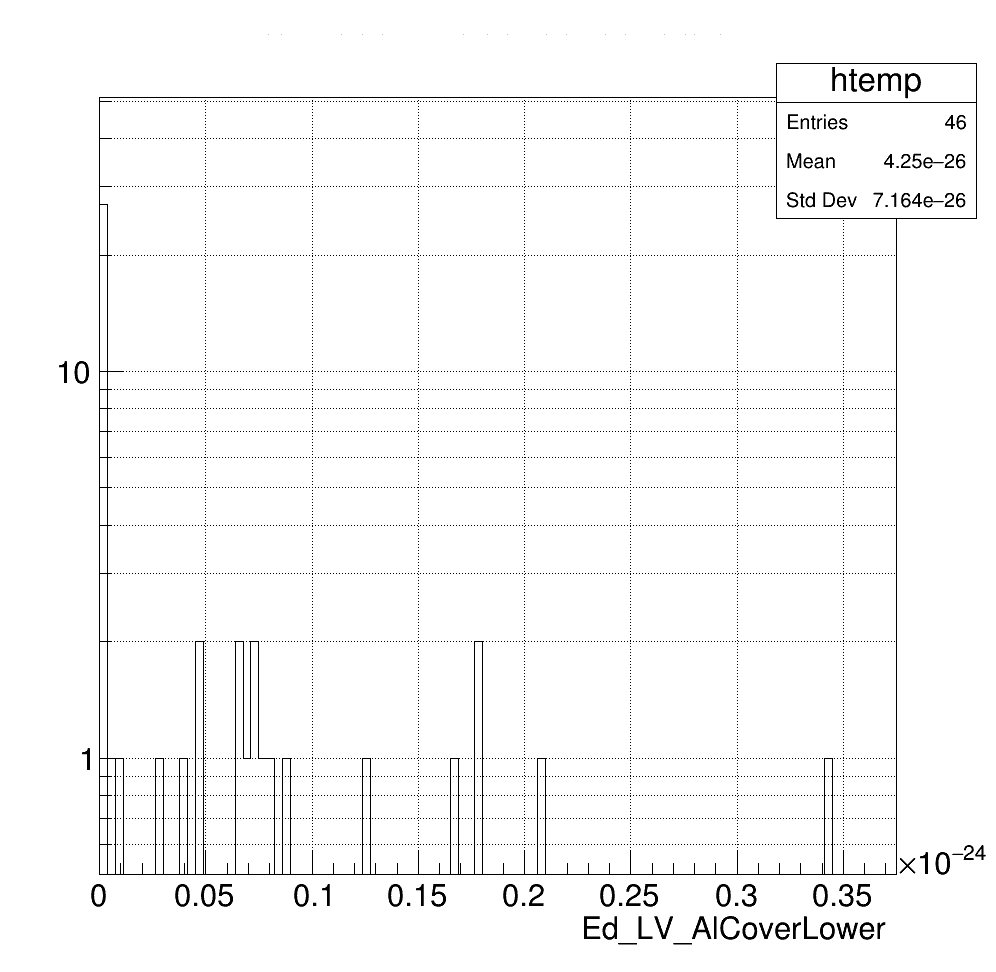 htemp
Entries 46
Mean 4.25e−26
Std Dev 7.164e−26
10
1
0 0.05 0.1 0.15 0.2 0.25 0.3 0.35
×10−24
Ed_LV_AlCoverLower